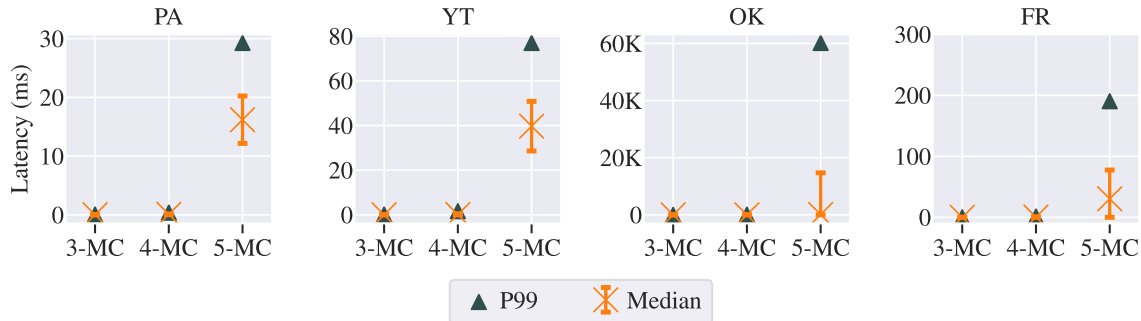 PA YT OK FR
Latency (ms)
30 80 60K 300
60 40K 200
20 40 20K 100
10 20
0 0 0 0
3-MC 4-MC 5-MC 3-MC 4-MC 5-MC 3-MC 4-MC 5-MC 3-MC 4-MC 5-MC
P99 Median